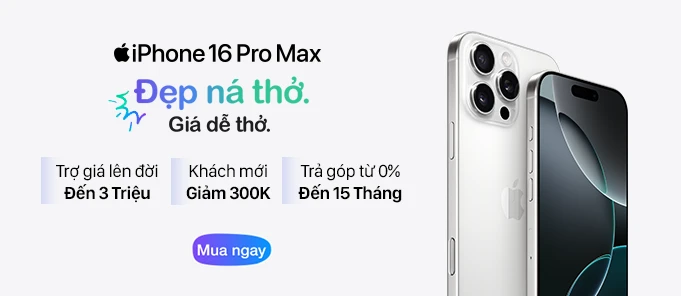 iPhone 16 Pro Max
Đẹp ná thở.
Giá dễ thở.
Trợ giá lên đời
Đến 3 Triệu
Khách mới
Giảm 300K
Trả góp từ 0%
Đến 15 Tháng
Mua ngay